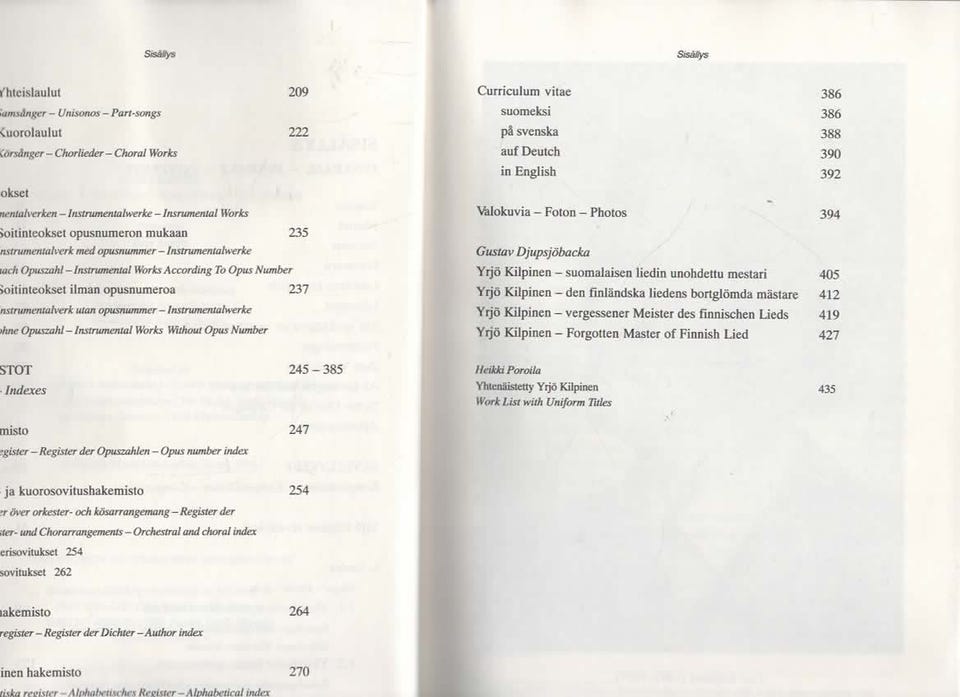 Sisällys
Yhteislaulut 209
Samsånger – Unisonos – Part-songs
Kuorolaulut 222
Körsånger – Chorlieder – Choral Works
okset
mentalverken – Instrumentalwerke – Insrumental Works
Soitinteokset opusnumeron mukaan 235
nstrumentalverk med opusnummer – Instrumentalwerke
nach Opuszahl – Instrumental Works According To Opus Number
Soitinteokset ilman opusnumeroa 237
nstrumentalverk utan opusnummer – Instrumentalwerke
ohne Opuszahl – Instrumental Works Without Opus Number
STOT 245 – 385
- Indexes
misto 247
egister – Register der Opuszahlen – Opus number index
ja kuorosovitushakemisto 254
er över orkester- och kösarrangemang – Register der
ster- und Chorarrangements – Orchestral and choral index
erisovitukset 254
sovitukset 262
akemisto 264
register – Register der Dichter – Author index
inen hakemisto 270
tiska register – Alphabetisches Register – Alphabetical index
Sisällys
Curriculum vitae 386
suomeksi 386
på svenska 388
auf Deutch 390
in English 392
Valokuvia – Foton – Photos 394
Gustav Djupsjöbacka
Yrjö Kilpinen – suomalaisen liedin unohdettu mestari 405
Yrjö Kilpinen – den finländska liedens bortglömda mästare 412
Yrjö Kilpinen – vergessener Meister des finnischen Lieds 419
Yrjö Kilpinen – Forgotten Master of Finnish Lied 427
Heikki Poroila
Yhtenäistetty Yrjö Kilpinen 435
Work List with Uniform Titles